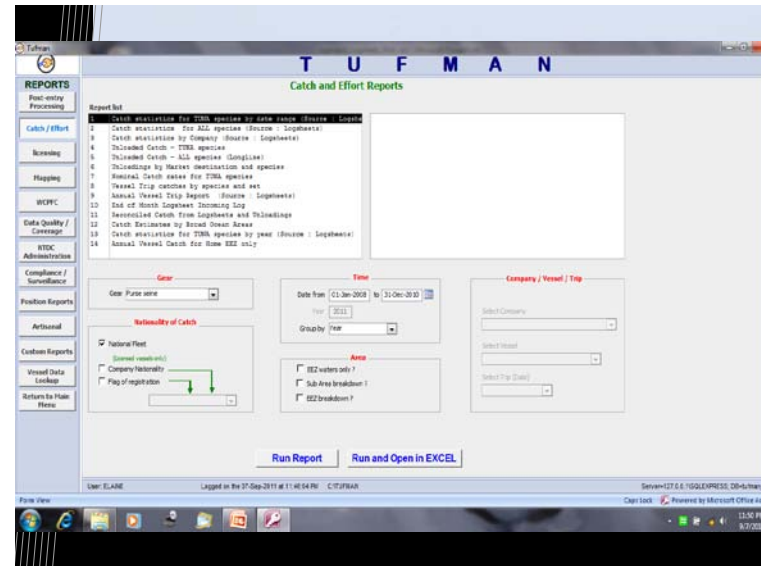 Tufman
T U F M A N
REPORTS
Catch and Effort Reports
Post-entry
Processing
Catch / Effort
licensing
Mapping
WCPFC
Data Quality /
Coverage
RTDC
Administration
Compliance /
Surveillance
Position Reports
Artisanal
Custom Reports
Vessel Data
Lookup
Return to Main
Menu
Report list
1 Catch statistics for TUNA species by date range (Source : Logshe
2 Catch statistics for ALL species (Source : Logsheets)
3 Catch statistics by Company (Source : Logsheets)
4 Unloaded Catch - TUNA species
5 Unloaded Catch - ALL species (Longline)
6 Unloadings by Market destination and species
7 Nominal Catch rates for TUNA species
8 Vessel Trip catches by species and set
9 Annual Vessel Trip Report (Source : Logsheets)
10 End of Month Logsheet Incoming Log
11 Reconciled Catch from Logsheets and Unloadings
12 Catch Estimates by Broad Ocean Areas
13 Catch statistics for TUNA species by year (Source : Logsheets)
14 Annual Vessel Catch for Home EEZ only
Gear
Gear Purse seine
Nationality of Catch
National Fleet
(licensed vessels only)
Company Nationality
Flag of registration
Time
Date from 01-Jan-2008 to 31-Dec-2010
Year 2011
Group by Year
Area
EEZ waters only ?
Sub-Area breakdown ?
EEZ breakdown ?
Company / Vessel / Trip
Select Company
Select Vessel
Select Trip (Date)
Run Report
Run and Open in EXCEL
User: ELAINE
Form View
Caps Lock
Powered by Microsoft Office